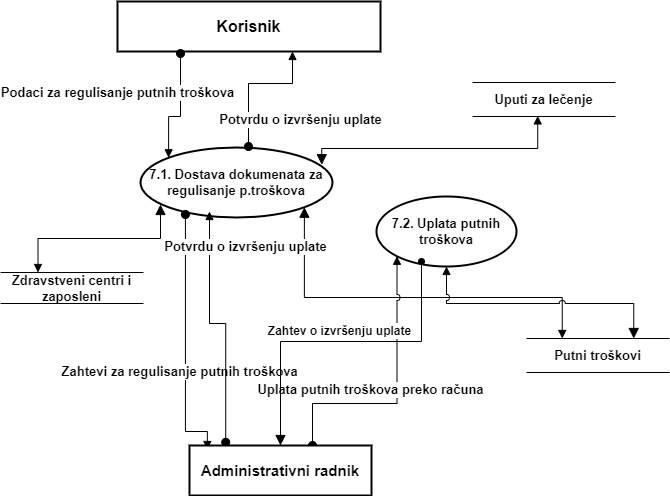 Korisnik
Podaci za regulisanje putnih troškova
Uputi za lečenje
Potvrdu o izvršenju uplate
7.1. Dostava dokumenata za
regulisanje p.troškova
7.2. Uplata putnih
troškova
Potvrdu o izvršenju uplate
Zdravstveni centri i
zaposleni
Zahtev o izvršenju uplate
Putni troškovi
Zahtevi za regulisanje putnih troškova
Uplata putnih troškova preko računa
Administrativni radnik